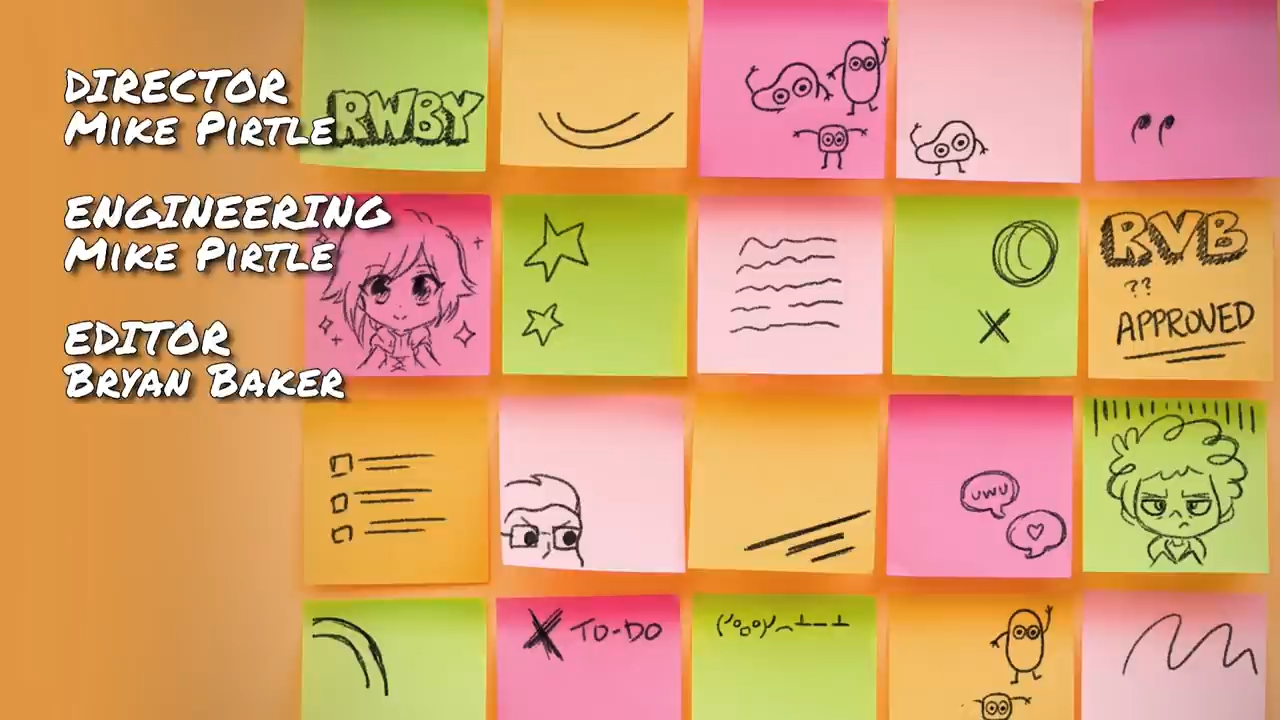 DIRECTOR
MIKE PIRTLE
ENGINEERING
MIKE PIRTLE
EDITOR
BRYAN BAKER
RWBY
RVB
??
APPROVED
UWU
X TO-DO